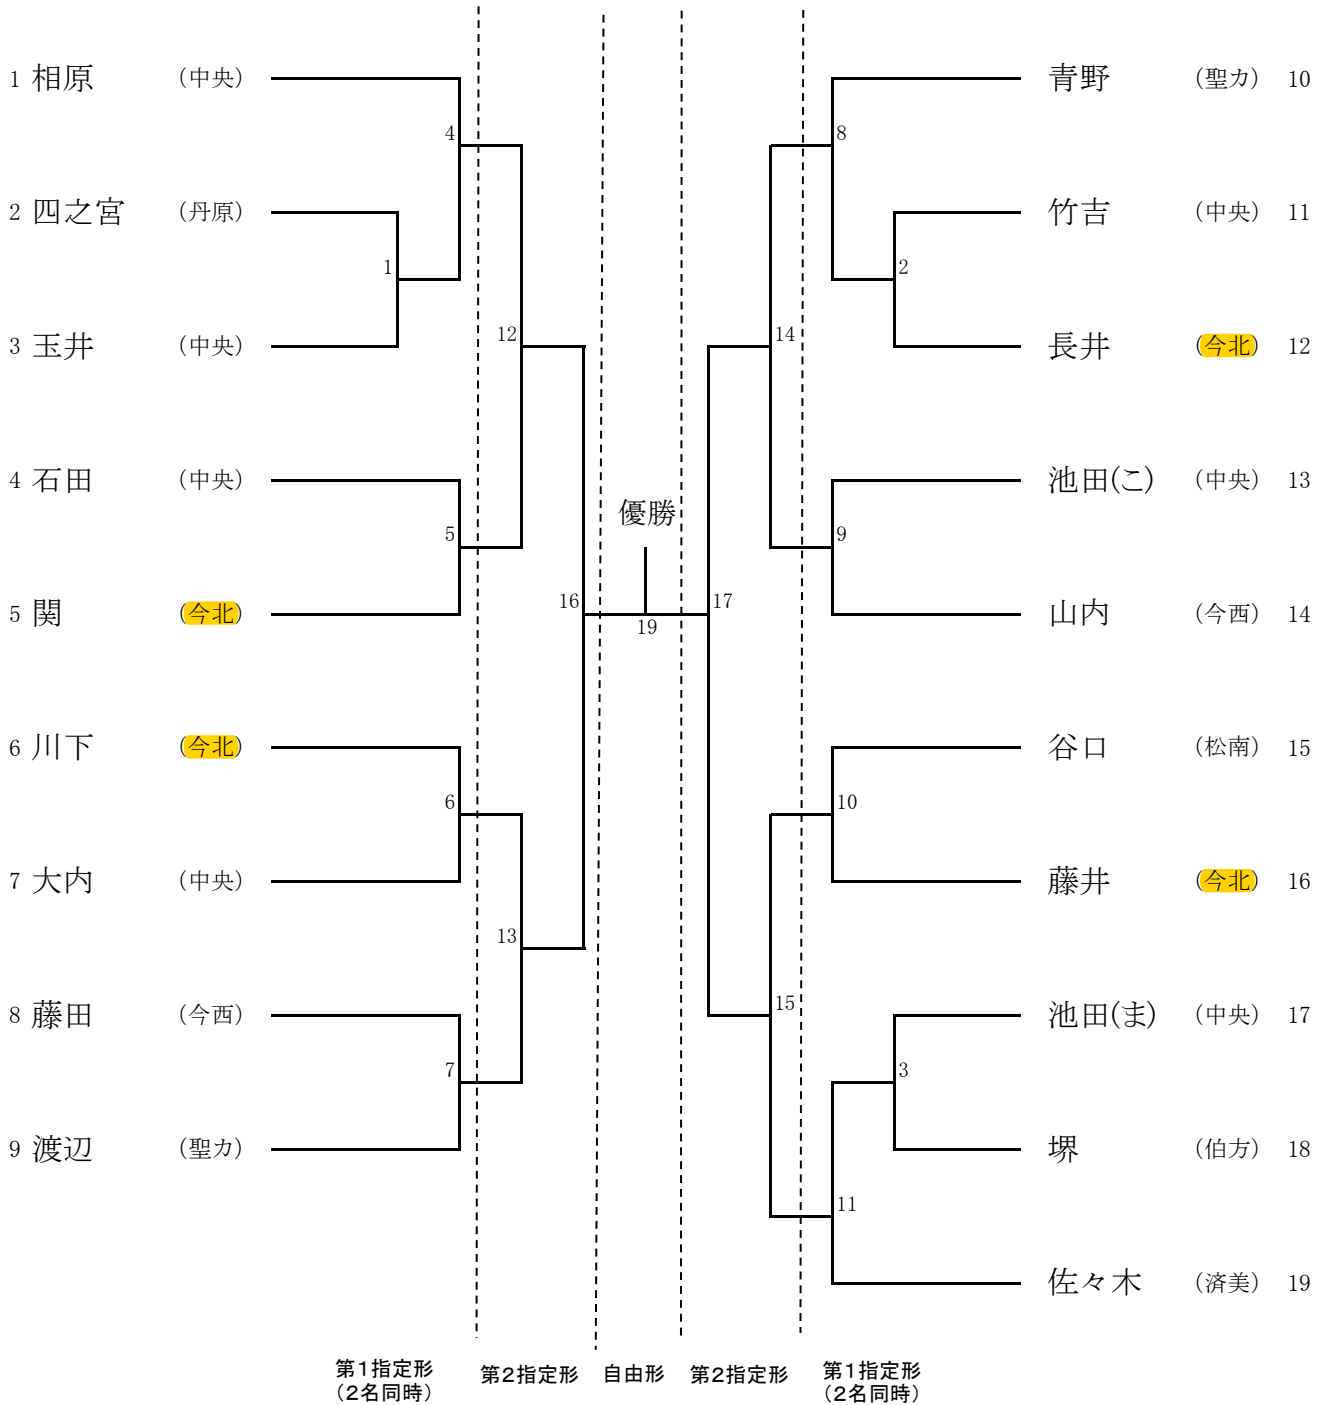 1 相原 （中央）
4
2 四之宮 （丹原）
1
3 玉井 （中央）
12
4 石田 （中央）
5
5 関 （今北）
16
6 川下 （今北）
6
7 大内 （中央）
13
8 藤田 （今西）
7
9 渡辺 （聖カ）
優勝
19
青野 （聖カ） 10
8
竹吉 （中央） 11
2
長井 （今北） 12
14
池田(こ) （中央） 13
9
山内 （今西） 14
17
谷口 （松南） 15
10
藤井 （今北） 16
15
池田(ま) （中央） 17
3
堺 （伯方） 18
11
佐々木 （済美） 19
第1指定形
（2名同時）
第2指定形
自由形
第2指定形
第1指定形
（2名同時）